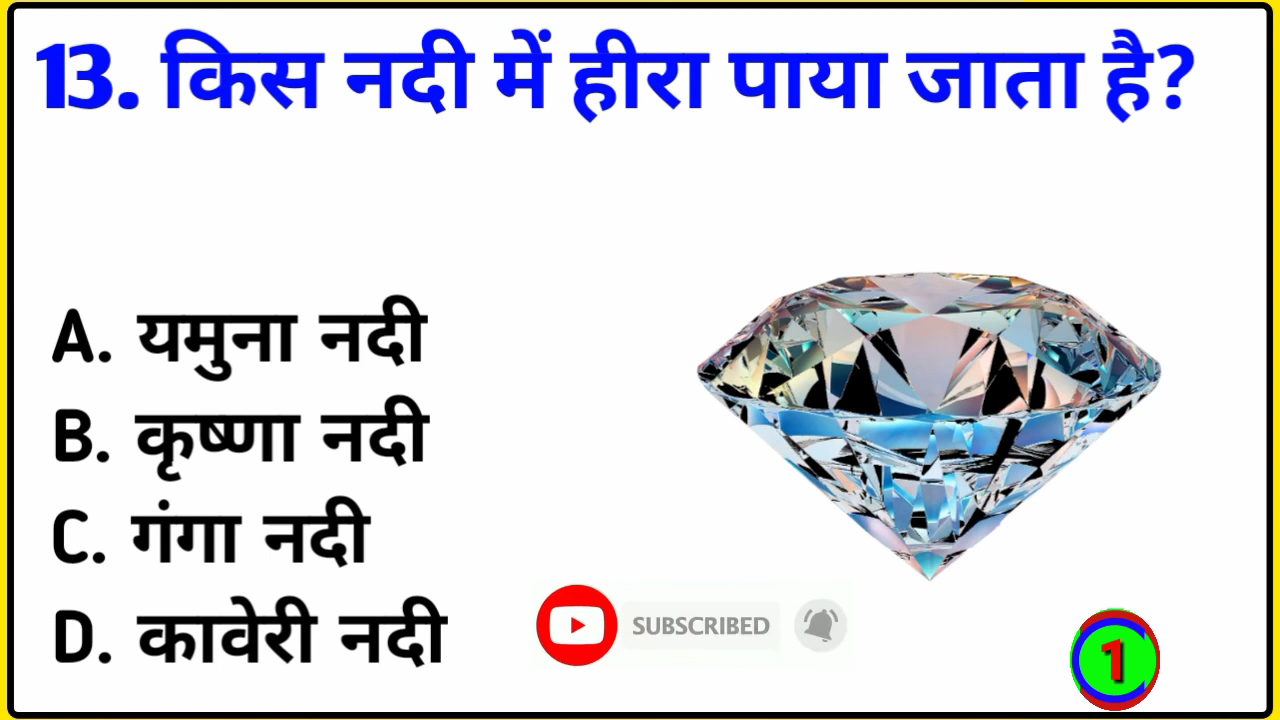 13. किस नदी में हीरा पाया जाता है?
A. यमुना नदी
B. कृष्णा नदी
C. गंगा नदी
D. कावेरी नदी
SUBSCRIBED
1